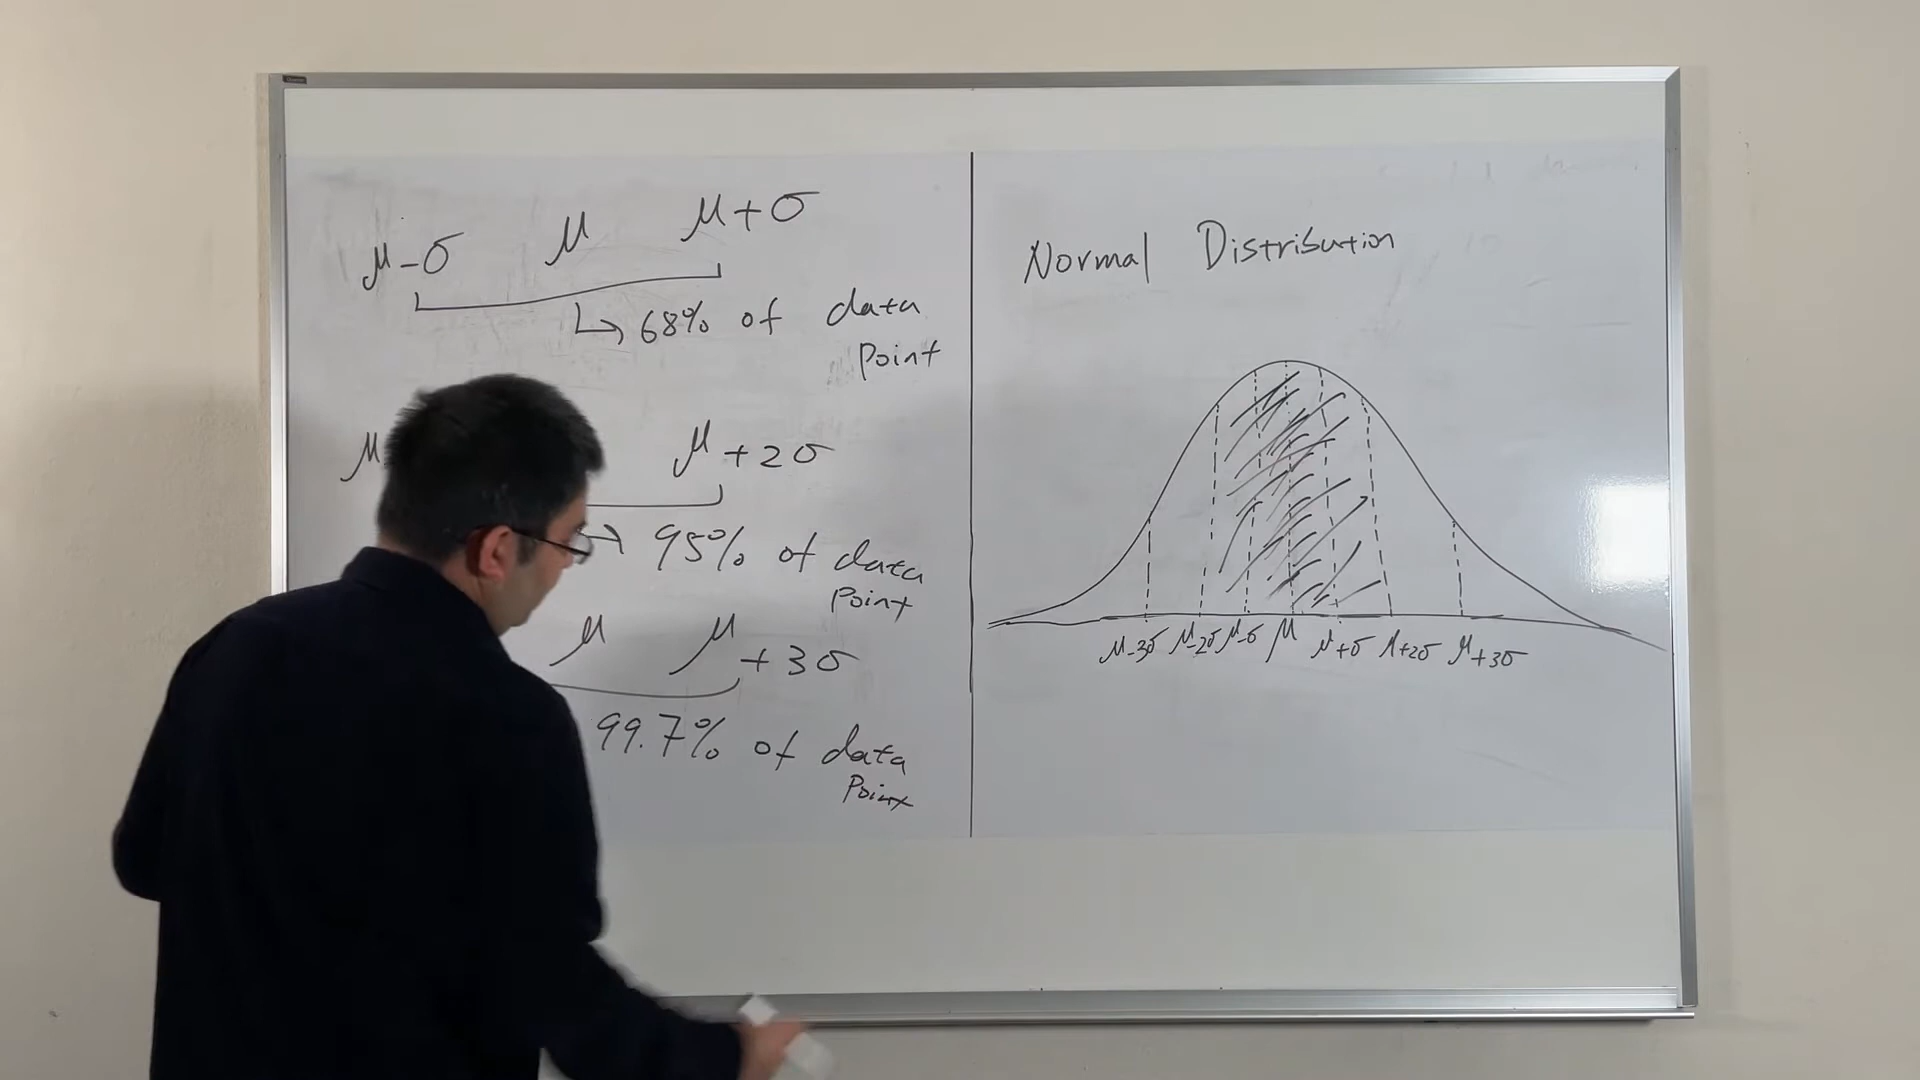 μ-σ μ μ+σ
68% of data
Point
μ μ+2σ
95% of data
Point
μ μ+3σ
99.7% of data
Point
Normal Distribution
μ-3σ μ-2σ μ-σ μ μ+σ μ+2σ μ+3σ